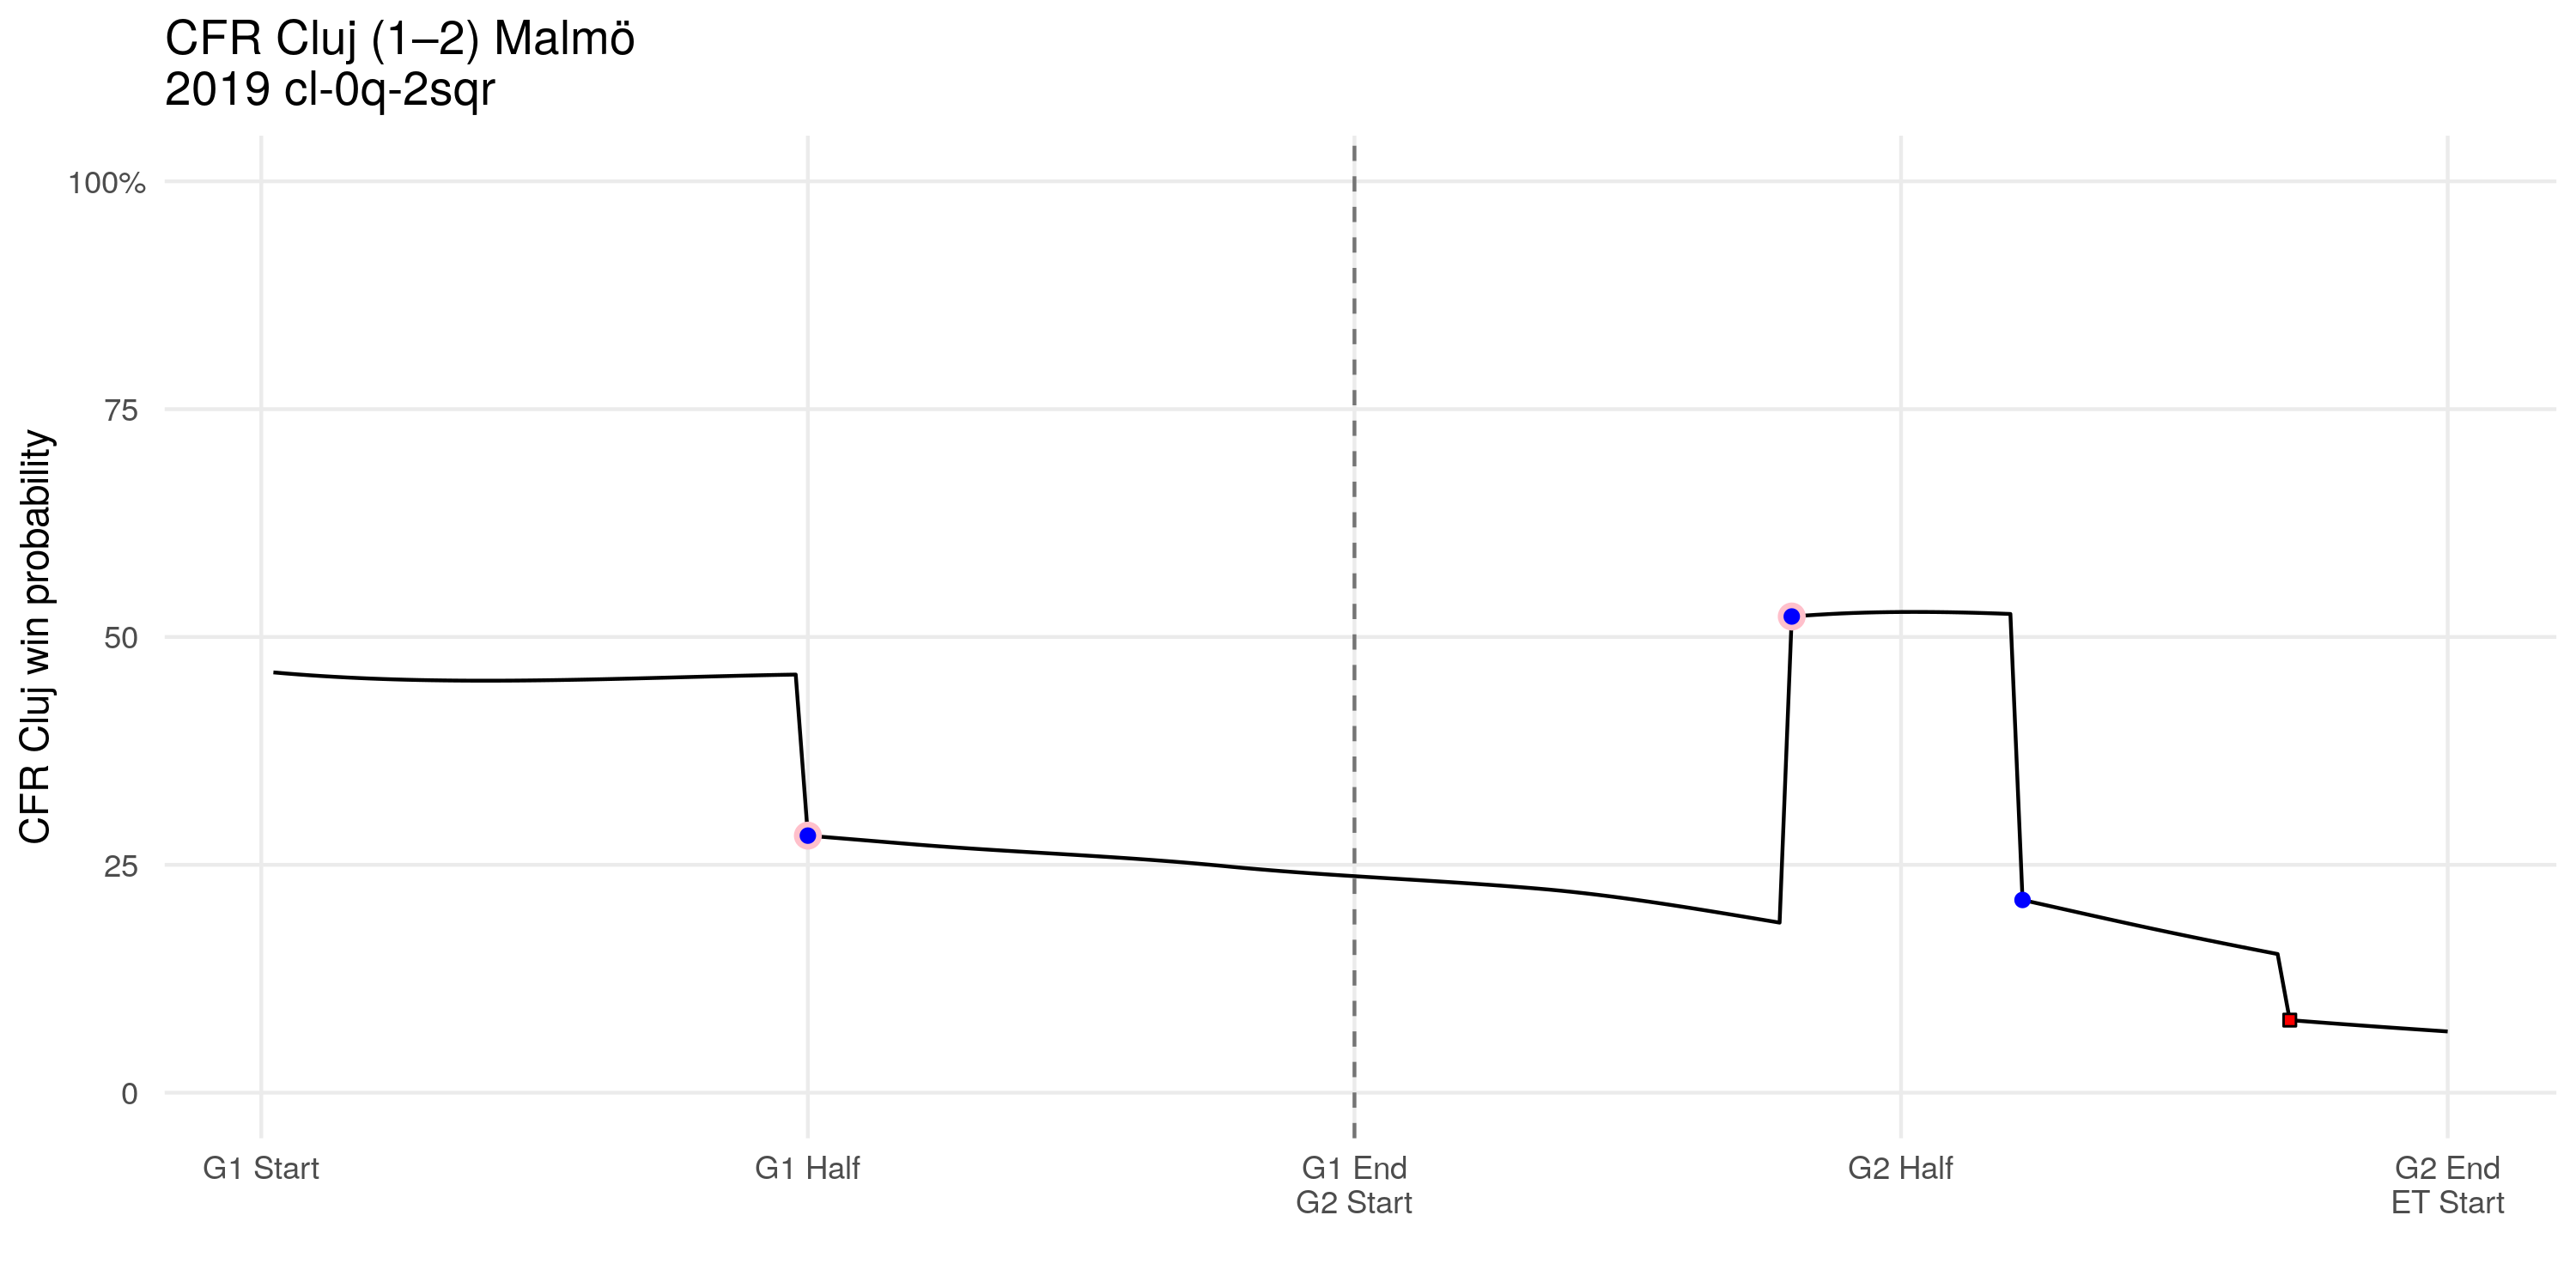 CFR Cluj (1–2) Malmö
2019 cl-0q-2sqr
CFR Cluj win probability
100%
75
50
25
0
G1 Start
G1 Half
G1 End
G2 Start
G2 Half
G2 End
ET Start